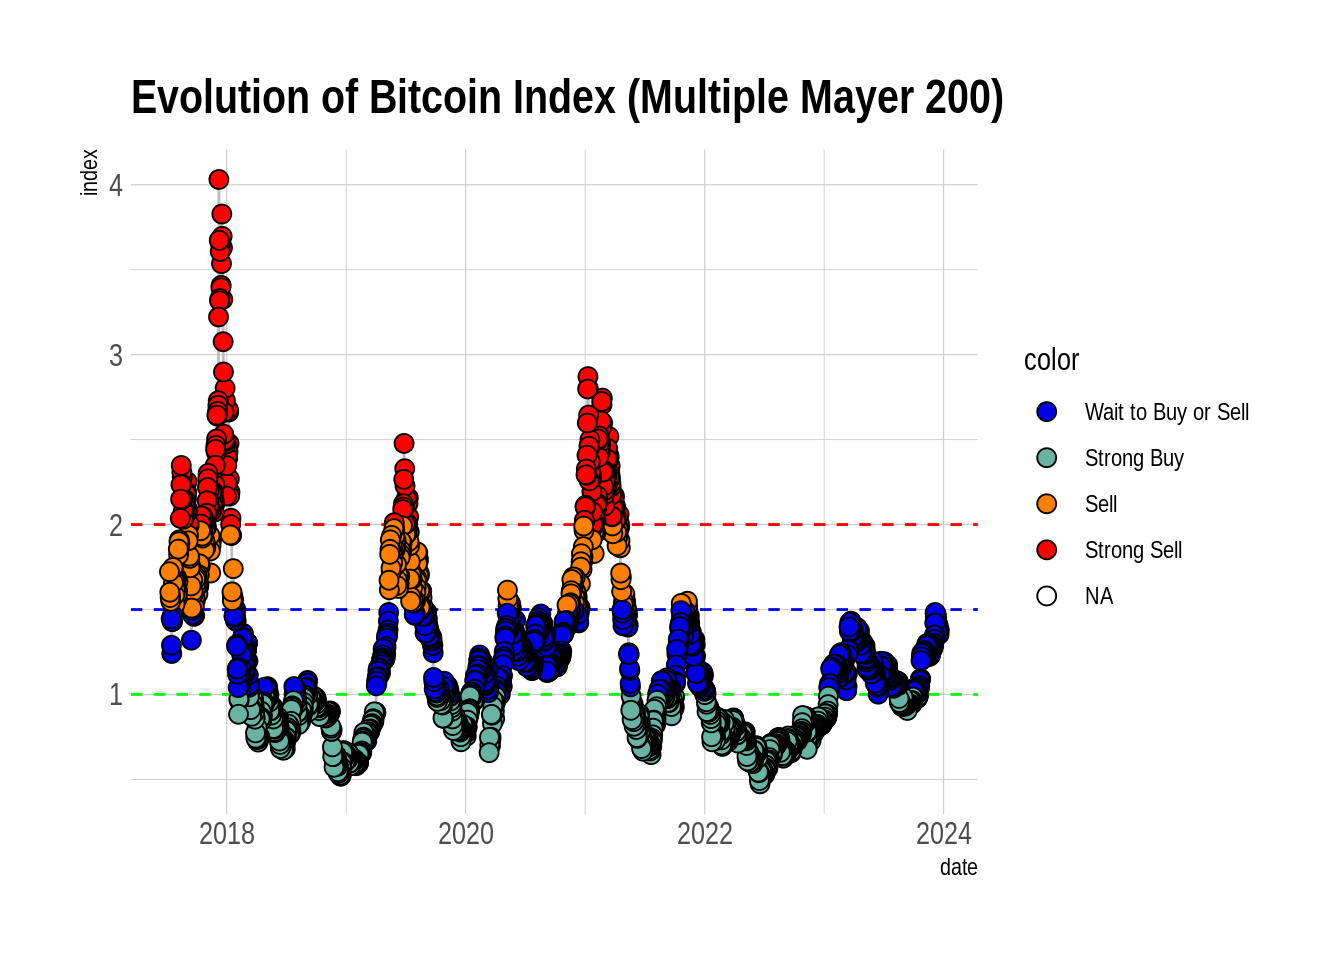 Evolution of Bitcoin Index (Multiple Mayer 200)
index
4
3
2
1
2018
2020
2022
2024
date
color
Wait to Buy or Sell
Strong Buy
Sell
Strong Sell
NA